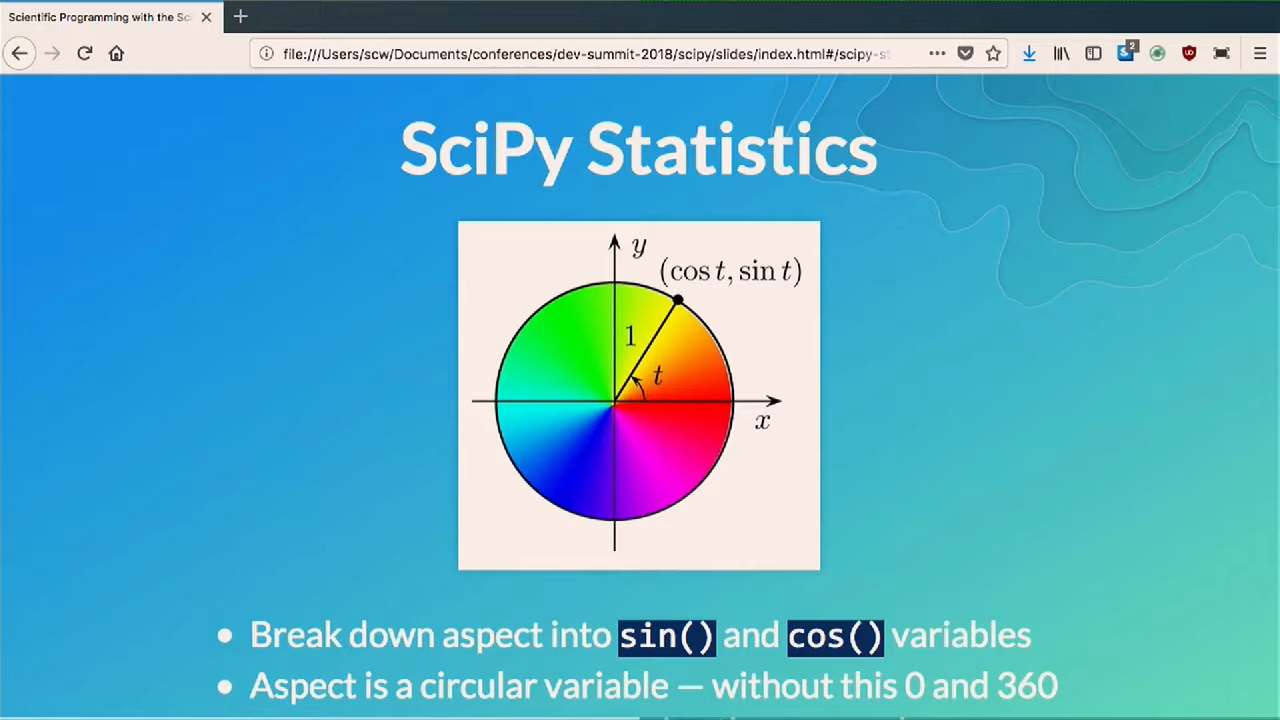 Scientific Programming with the Sc
file:///Users/scw/Documents/conferences/dev-summit-2018/scipy/slides/index.html#/scipy-st
2
SciPy Statistics
y
(cos t, sin t)
1
t
x
Break down aspect into sin() and cos() variables
Aspect is a circular variable — without this 0 and 360